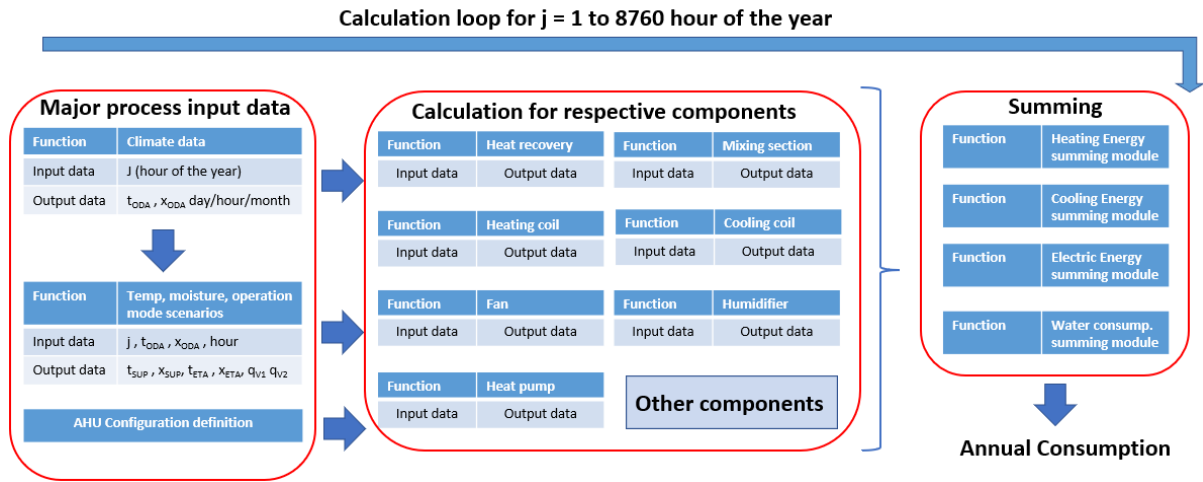 Calculation loop for j = 1 to 8760 hour of the year
Major process input data
Function Climate data
Input data J (hour of the year)
Output data tODA , xODA day/hour/month
Function Temp, moisture, operation
mode scenarios
Input data j , tODA , xODA , hour
Output data tSUP , xSUP, tETA , xETA, qV1 qV2
AHU Configuration definition
Calculation for respective components
Function Heat recovery
Input data Output data
Function Mixing section
Input data Output data
Function Heating coil
Input data Output data
Function Cooling coil
Input data Output data
Function Fan
Input data Output data
Function Humidifier
Input data Output data
Function Heat pump
Input data Output data
Other components
Summing
Function Heating Energy
summing module
Function Cooling Energy
summing module
Function Electric Energy
summing module
Function Water consump.
summing module
Annual Consumption